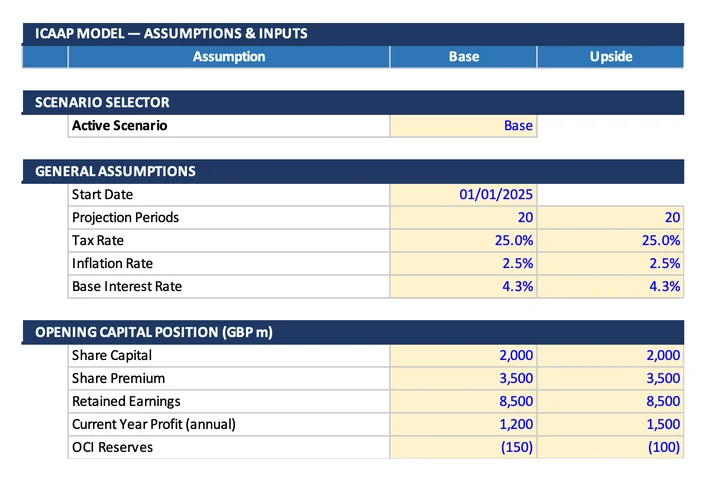 ICAAP MODEL — ASSUMPTIONS & INPUTS
Assumption Base Upside
SCENARIO SELECTOR
Active Scenario Base
GENERAL ASSUMPTIONS
Start Date 01/01/2025
Projection Periods 20 20
Tax Rate 25.0% 25.0%
Inflation Rate 2.5% 2.5%
Base Interest Rate 4.3% 4.3%
OPENING CAPITAL POSITION (GBP m)
Share Capital 2,000 2,000
Share Premium 3,500 3,500
Retained Earnings 8,500 8,500
Current Year Profit (annual) 1,200 1,500
OCI Reserves (150) (100)